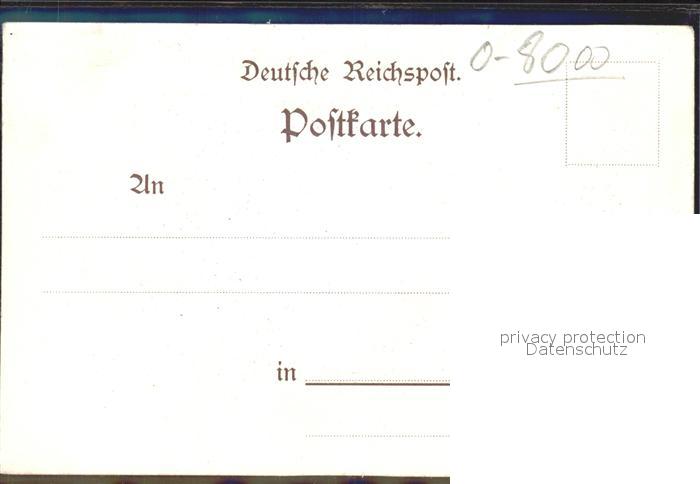 Deutsche Reichspost.
0-8000
Postkarte.
An
privacy protection
Datenschutz
in